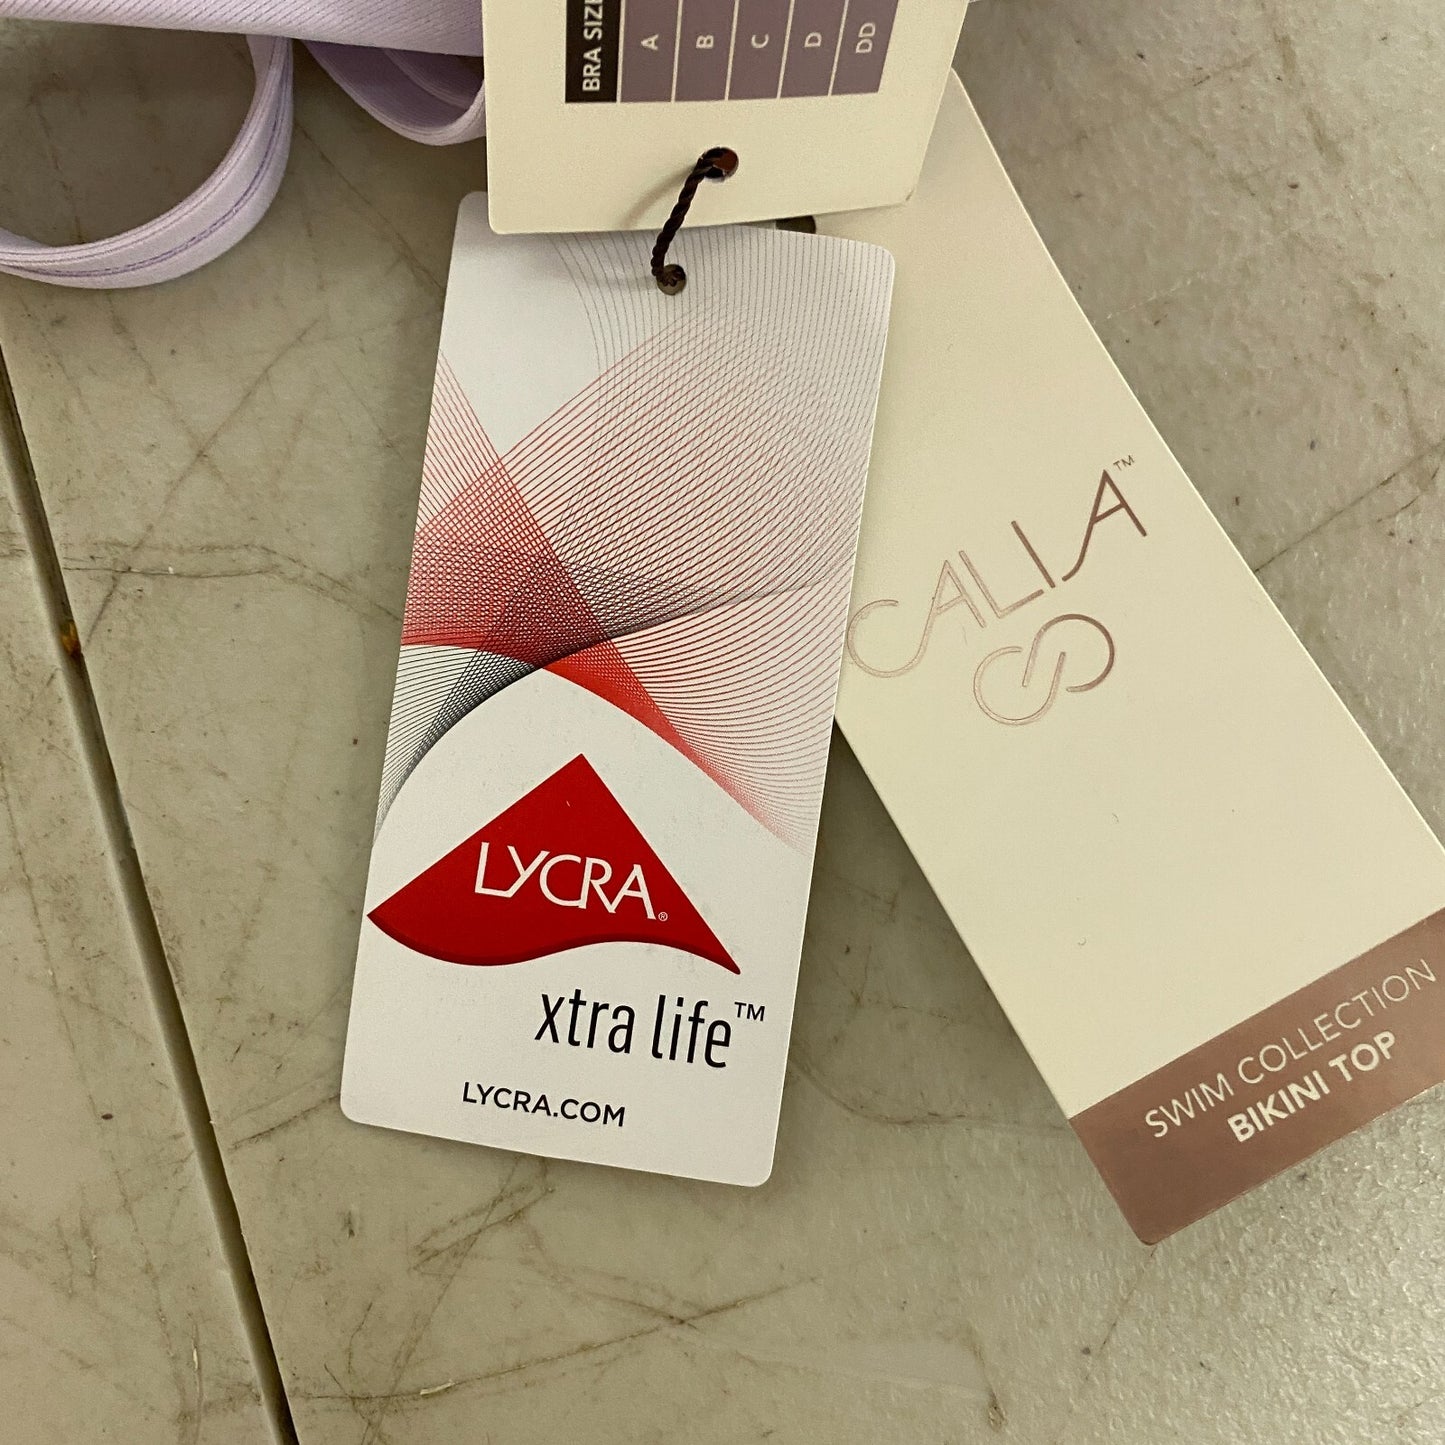 BRA SIZE
A
B
C
D
DD
CALIA™
LYCRA®
xtra life™
LYCRA.COM
SWIM COLLECTION
BIKINI TOP